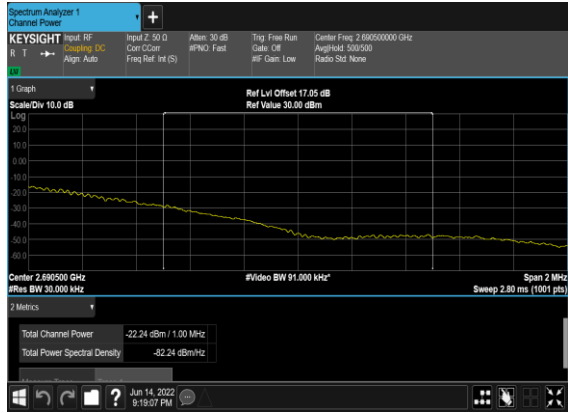 Spectrum Analyzer 1
Channel Power
+
KEYSIGHT Input: RF Input Z: 50 Ω Atten: 30 dB Trig: Free Run Center Freq: 2.690500000 GHz
R T Coupling: DC Corr CCorr #PNO: Fast Gate: Off Avg|Hold: 500/500
Align: Auto Freq Ref: Int (S) #IF Gain: Low Radio Std: None
LXI
1 Graph
Ref Lvl Offset 17.05 dB
Scale/Div 10.0 dB Ref Value 30.00 dBm
Log
20.0
10.0
0.00
-10.0
-20.0
-30.0
-40.0
-50.0
-60.0
Center 2.690500 GHz #Video BW 91.000 kHz* Span 2 MHz
#Res BW 30.000 kHz Sweep 2.80 ms (1001 pts)
2 Metrics
Total Channel Power -22.24 dBm / 1.00 MHz
Total Power Spectral Density -82.24 dBm/Hz
?
Jun 14, 2022
9:19:07 PM